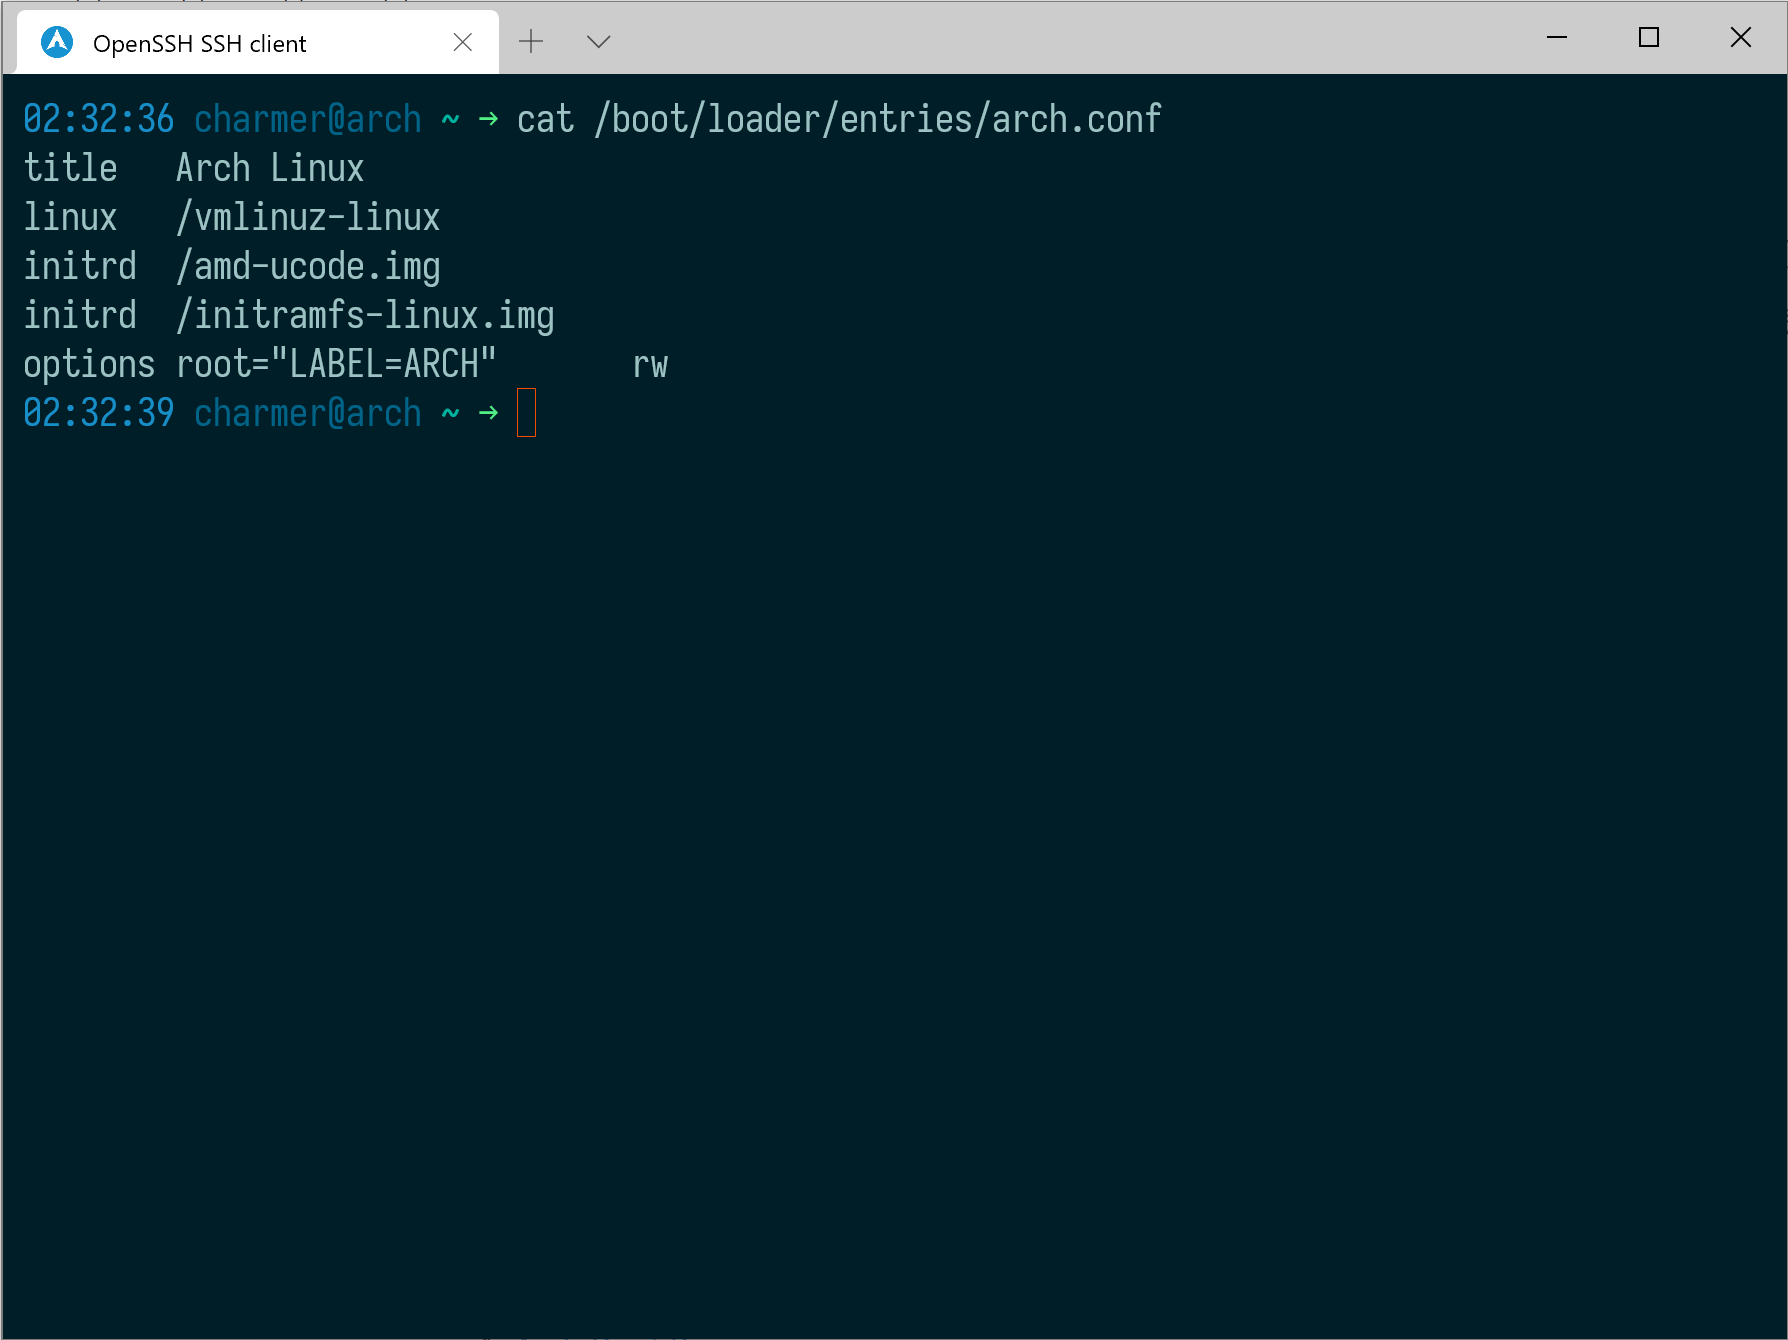 OpenSSH SSH client
02:32:36 charmer@arch ~ → cat /boot/loader/entries/arch.conf
title   Arch Linux
linux   /vmlinuz-linux
initrd  /amd-ucode.img
initrd  /initramfs-linux.img
options root="LABEL=ARCH"       rw
02:32:39 charmer@arch ~ →